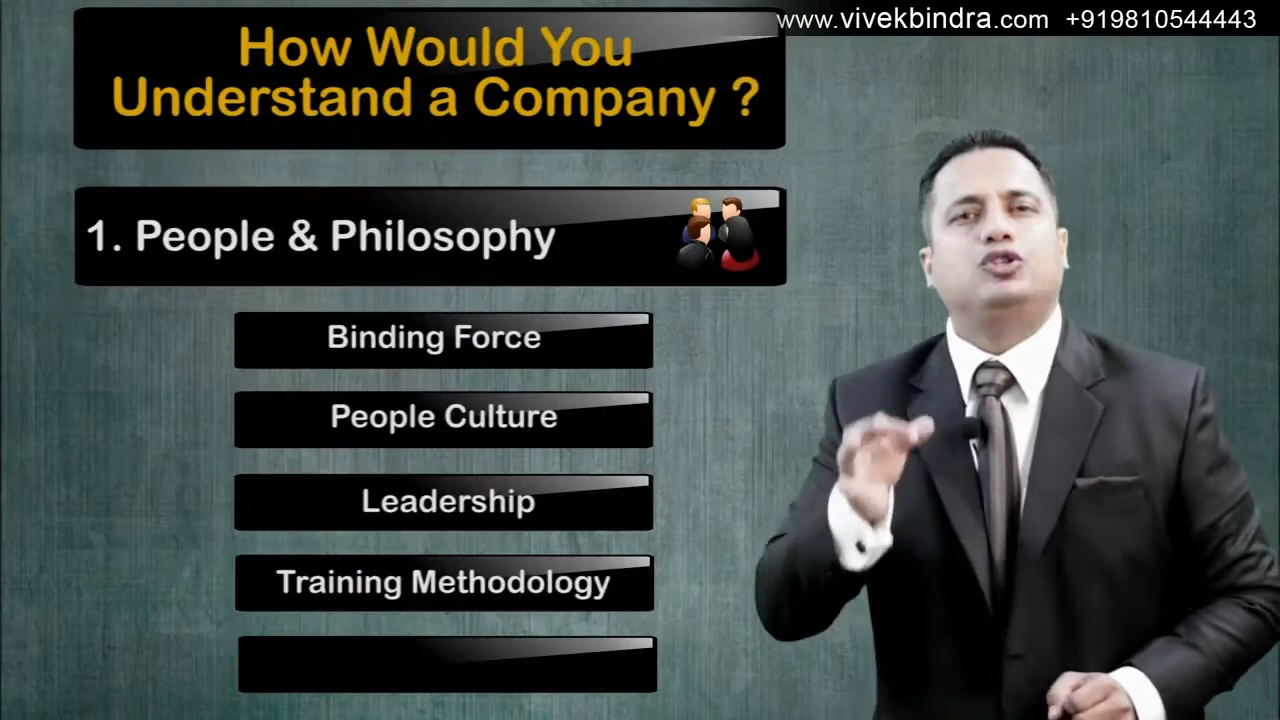 www.vivekbindra.com +919810544443
How Would You
Understand a Company ?
1. People & Philosophy
Binding Force
People Culture
Leadership
Training Methodology